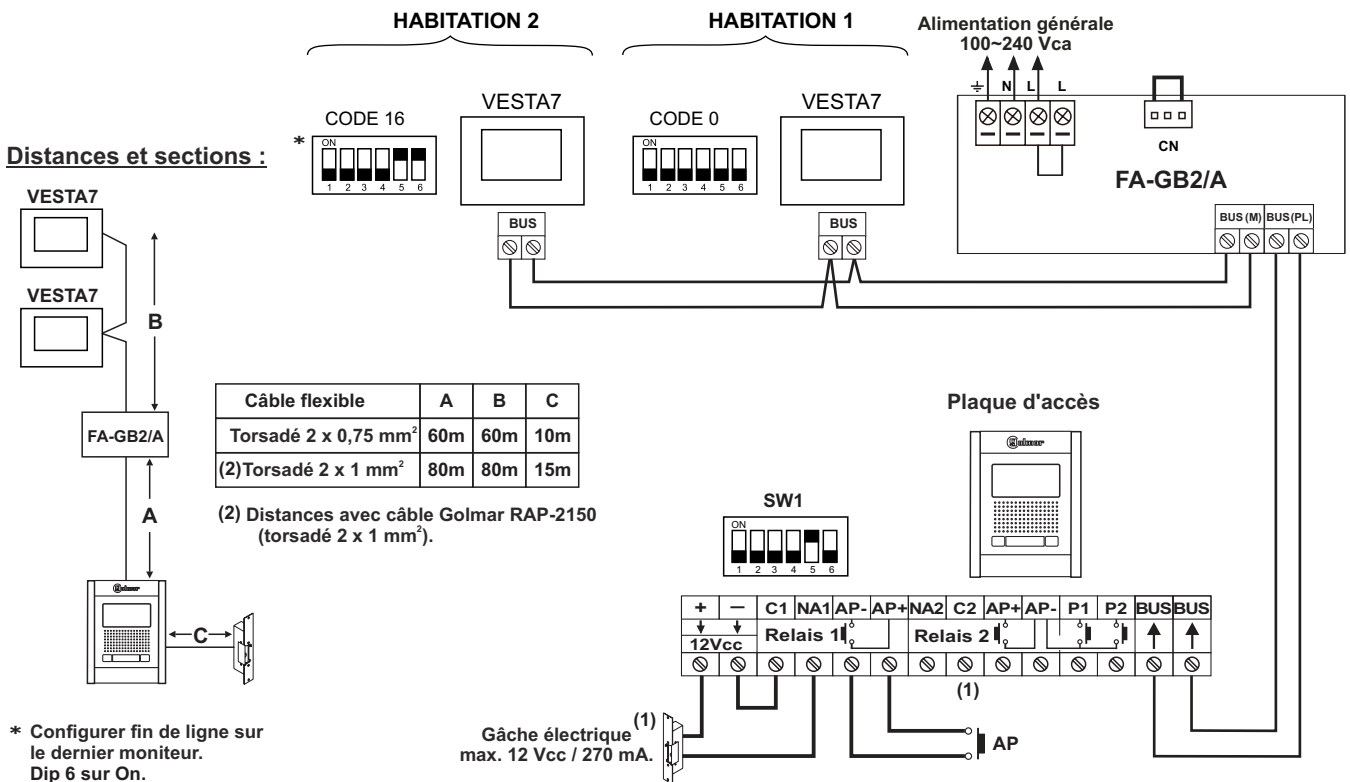 HABITATION 2
HABITATION 1
Alimentation générale
100~240 Vca
N L L
CN
FA-GB2/A
BUS (M) BUS (PL)
CODE 16
VESTA7
*
ON
1 2 3 4 5 6
BUS
CODE 0
VESTA7
ON
1 2 3 4 5 6
BUS
Distances et sections :
VESTA7
VESTA7
B
FA-GB2/A
A
Golmar
C
Câble flexible A B C
Torsadé 2 x 0,75 mm² 60m 60m 10m
(2)Torsadé 2 x 1 mm² 80m 80m 15m
(2) Distances avec câble Golmar RAP-2150
(torsadé 2 x 1 mm²).
Plaque d'accès
Golmar
SW1
ON
1 2 3 4 5 6
+ − C1 NA1 AP- AP+ NA2 C2 AP+ AP- P1 P2 BUS BUS
12Vcc
Relais 1
Relais 2
(1)
(1)
Gâche électrique
max. 12 Vcc / 270 mA.
AP
* Configurer fin de ligne sur
le dernier moniteur.
Dip 6 sur On.